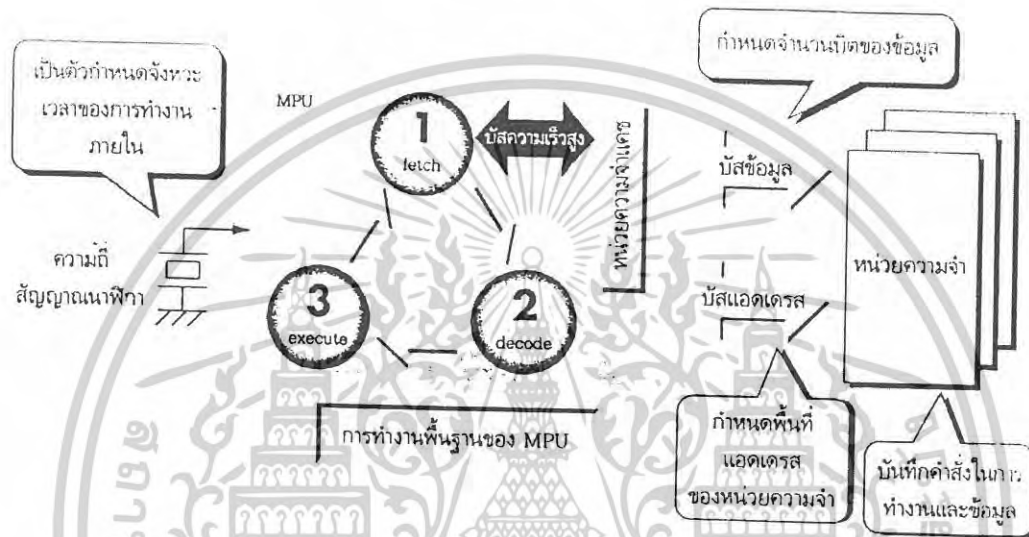 กำหนดจำนวนบิตของข้อมูล
เป็นตัวกำหนดจังหวะ
เวลาของการทำงาน
ภายใน
MPU
1
fetch
บัสความเร็วสูง
หน่วยความจำแคช
บัสข้อมูล
หน่วยความจำ
ความถี่
สัญญาณนาฬิกา
3
execute
2
decode
บัสแอดเดรส
การทำงานพื้นฐานของ MPU
กำหนดพื้นที่
แอดเดรส
ของหน่วยความจำ
บันทึกคำสั่งในการ
ทำงานและข้อมูล